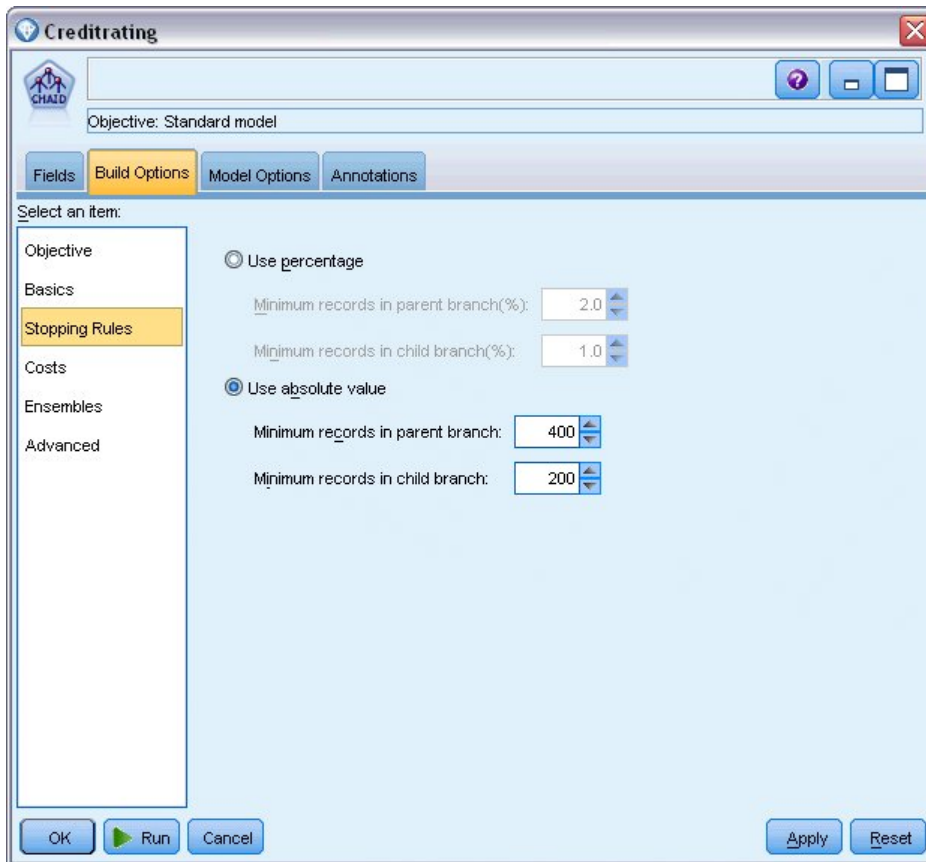 Creditrating
CHAID
Objective: Standard model
Fields Build Options Model Options Annotations
Select an item:
Objective
Basics
Stopping Rules
Costs
Ensembles
Advanced
Use percentage
Minimum records in parent branch(%): 2.0
Minimum records in child branch(%): 1.0
Use absolute value
Minimum records in parent branch: 400
Minimum records in child branch: 200
OK Run Cancel Apply Reset